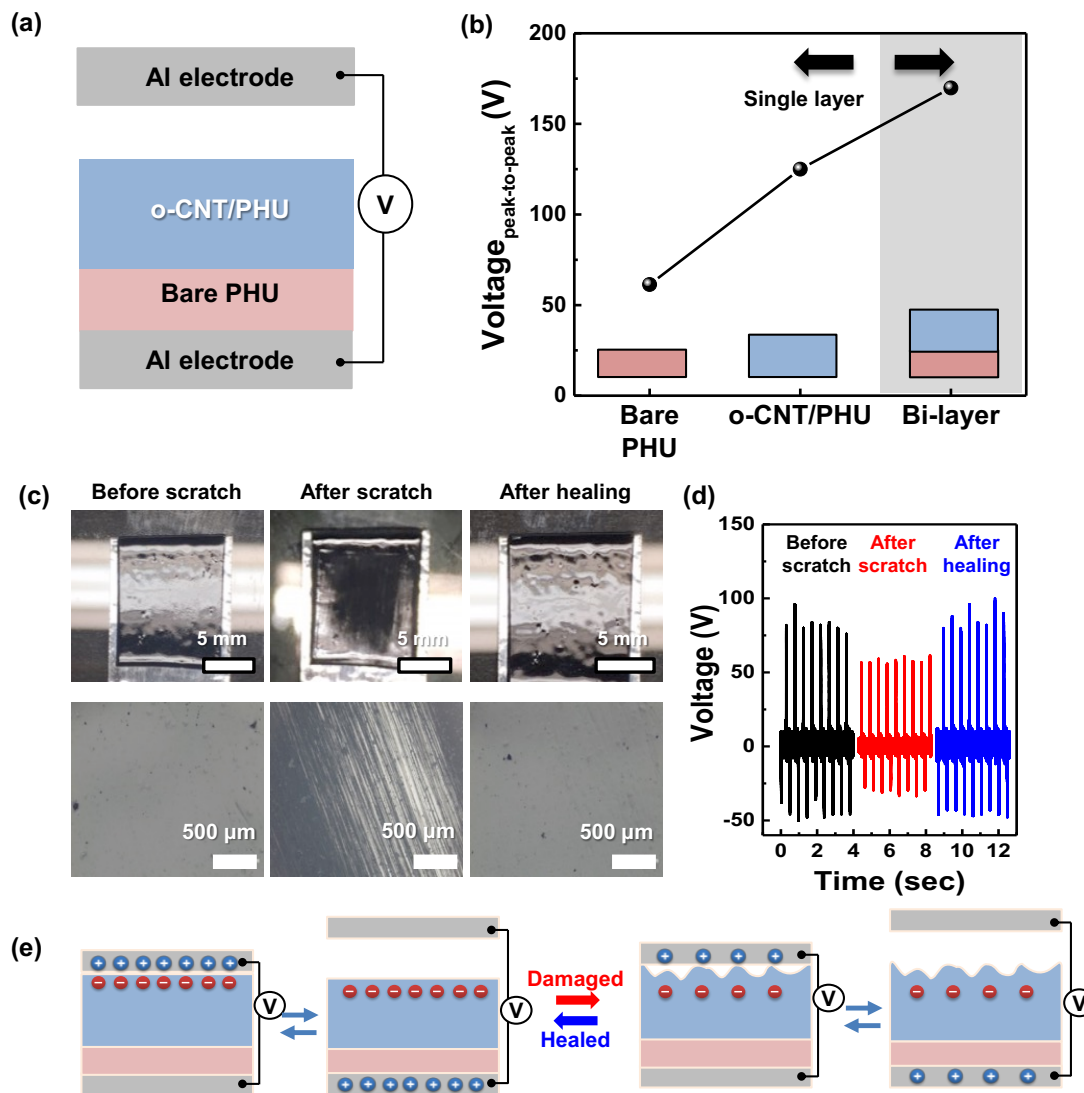 (a)
Al electrode
o-CNT/PHU
V
Bare PHU
Al electrode
(b)
Voltage peak-to-peak (V)
200
150
100
50
0
Single layer
Bare
PHU
o-CNT/PHU
Bi-layer
(c)
Before scratch
After scratch
After healing
5 mm
5 mm
5 mm
500 μm
500 μm
500 μm
(d)
Voltage (V)
150
100
50
0
-50
Before
scratch
After
scratch
After
healing
0 2 4 6 8 10 12
Time (sec)
(e)
+ + + + + + +
− − − − − − −
V
− − − − − − −
+ + + + + + +
V
Damaged
Healed
+ + + +
− − − −
V
− − − −
+ + + +
V